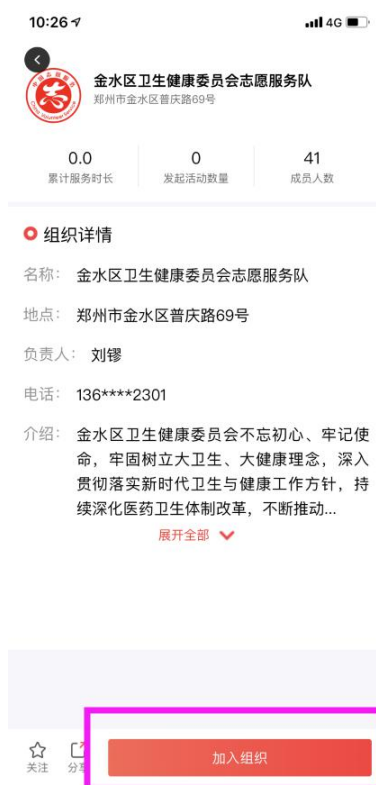 10:26
4G
金水区卫生健康委员会志愿服务队
郑州市金水区普庆路69号
0.0
0
41
累计服务时长
发起活动数量
成员人数
组织详情
名称： 金水区卫生健康委员会志愿服务队
地点： 郑州市金水区普庆路69号
负责人： 刘镠
电话： 136****2301
介绍： 金水区卫生健康委员会不忘初心、牢记使
命，牢固树立大卫生、大健康理念，深入
贯彻落实新时代卫生与健康工作方针，持
续深化医药卫生体制改革，不断推动...
展开全部
加入组织
关注
分享